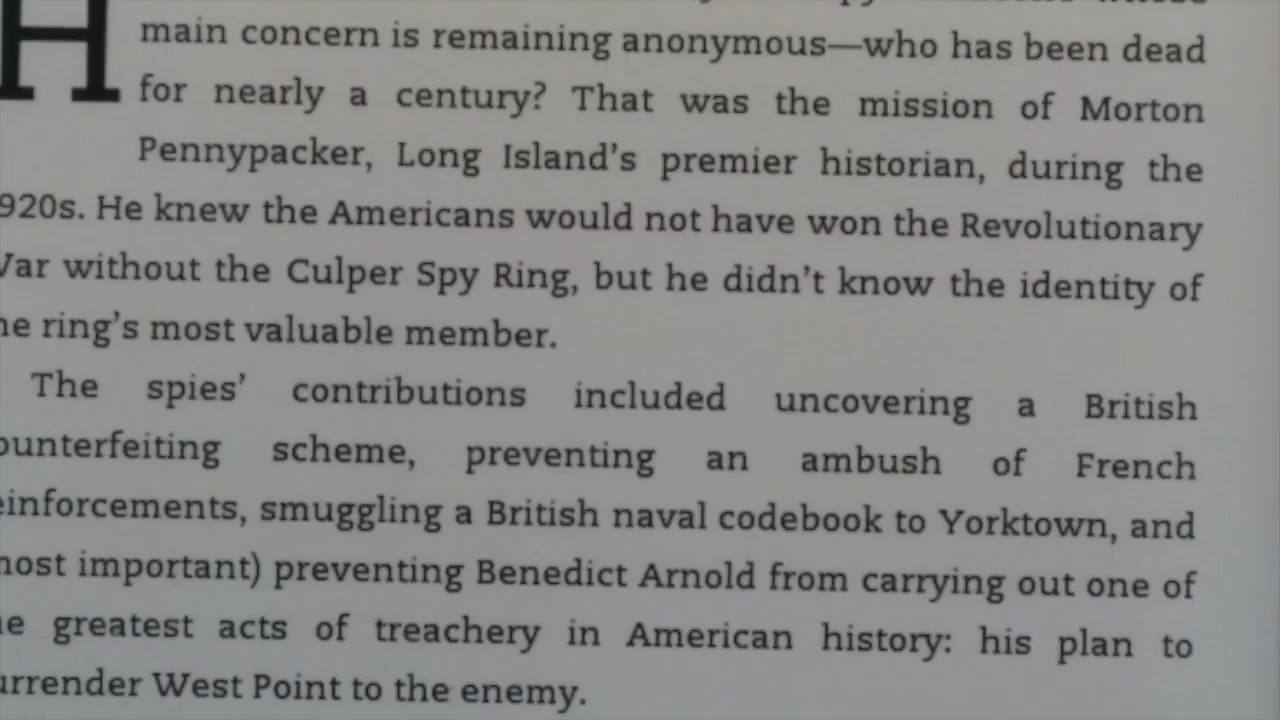 H
main concern is remaining anonymous—who has been dead
for nearly a century? That was the mission of Morton
Pennypacker, Long Island's premier historian, during the
920s. He knew the Americans would not have won the Revolutionary
Var without the Culper Spy Ring, but he didn't know the identity of
he ring's most valuable member.
The spies' contributions included uncovering a British
ounterfeiting scheme, preventing an ambush of French
einforcements, smuggling a British naval codebook to Yorktown, and
nost important) preventing Benedict Arnold from carrying out one of
he greatest acts of treachery in American history: his plan to
urrender West Point to the enemy.